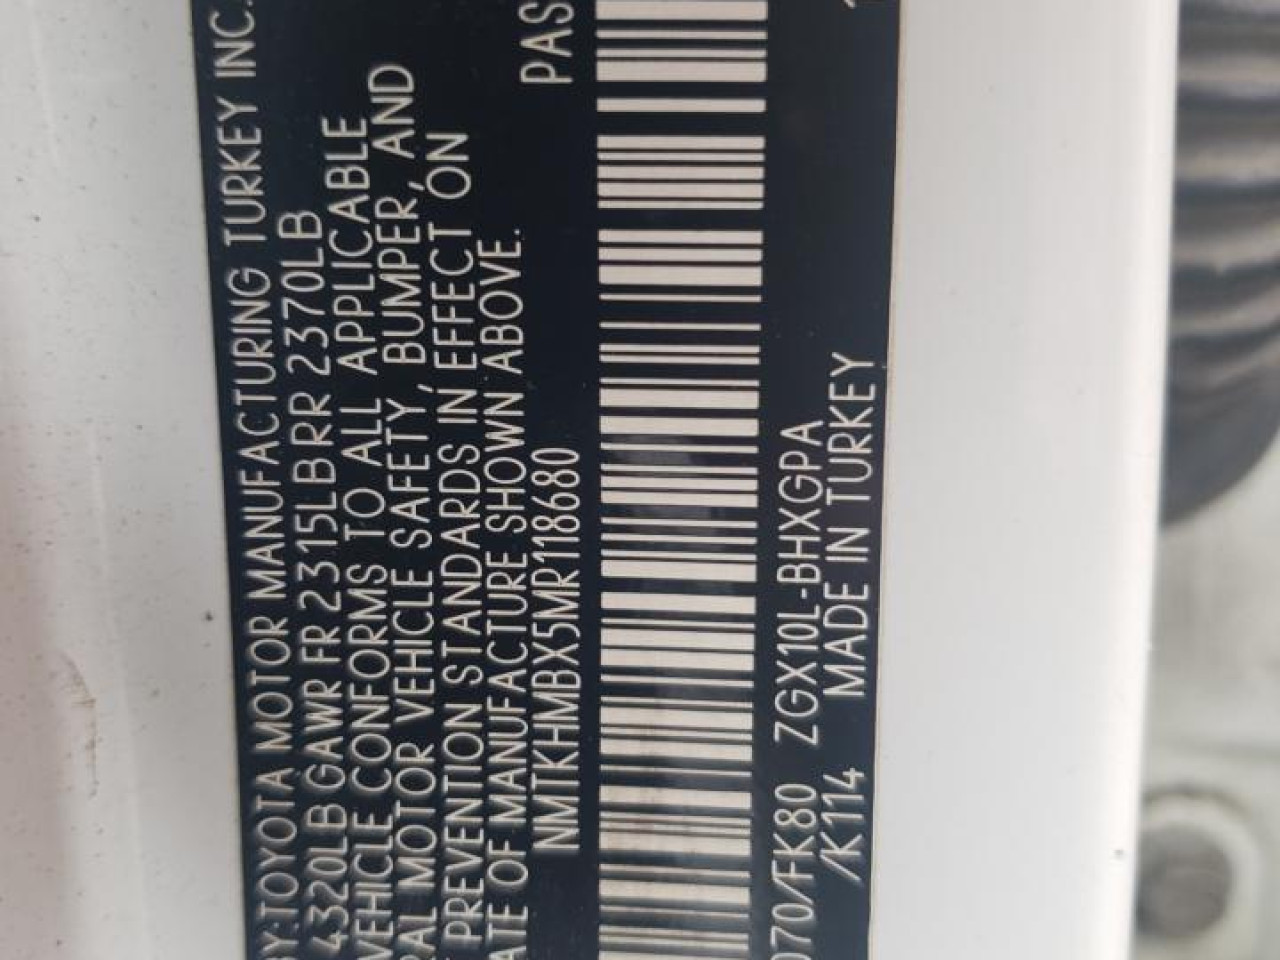 BY:TOYOTA MOTOR MANUFACTURING TURKEY INC.
4320LB GAWR FR 2315LB RR 2370LB
VEHICLE CONFORMS TO ALL APPLICABLE
RAL MOTOR VEHICLE SAFETY, BUMPER, AND
PREVENTION STANDARDS IN EFFECT ON
ATE OF MANUFACTURE SHOWN ABOVE.
NMTKHMBX5MR118680 PAS
070/FK80 ZGX10L-BHXGPA
/K114 MADE IN TURKEY